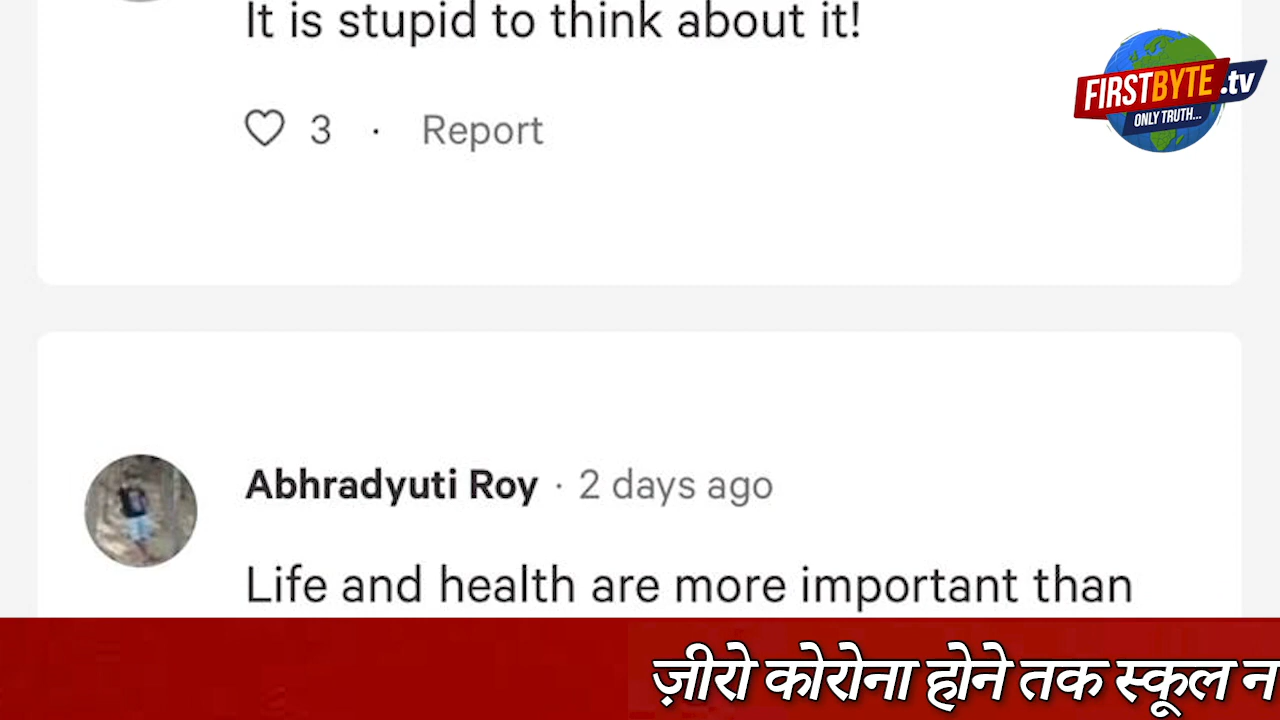 It is stupid to think about it!
FIRSTBYTE.tv
ONLY TRUTH...
3 · Report
Abhradyuti Roy · 2 days ago
Life and health are more important than
ज़ीरो कोरोना होने तक स्कूल न